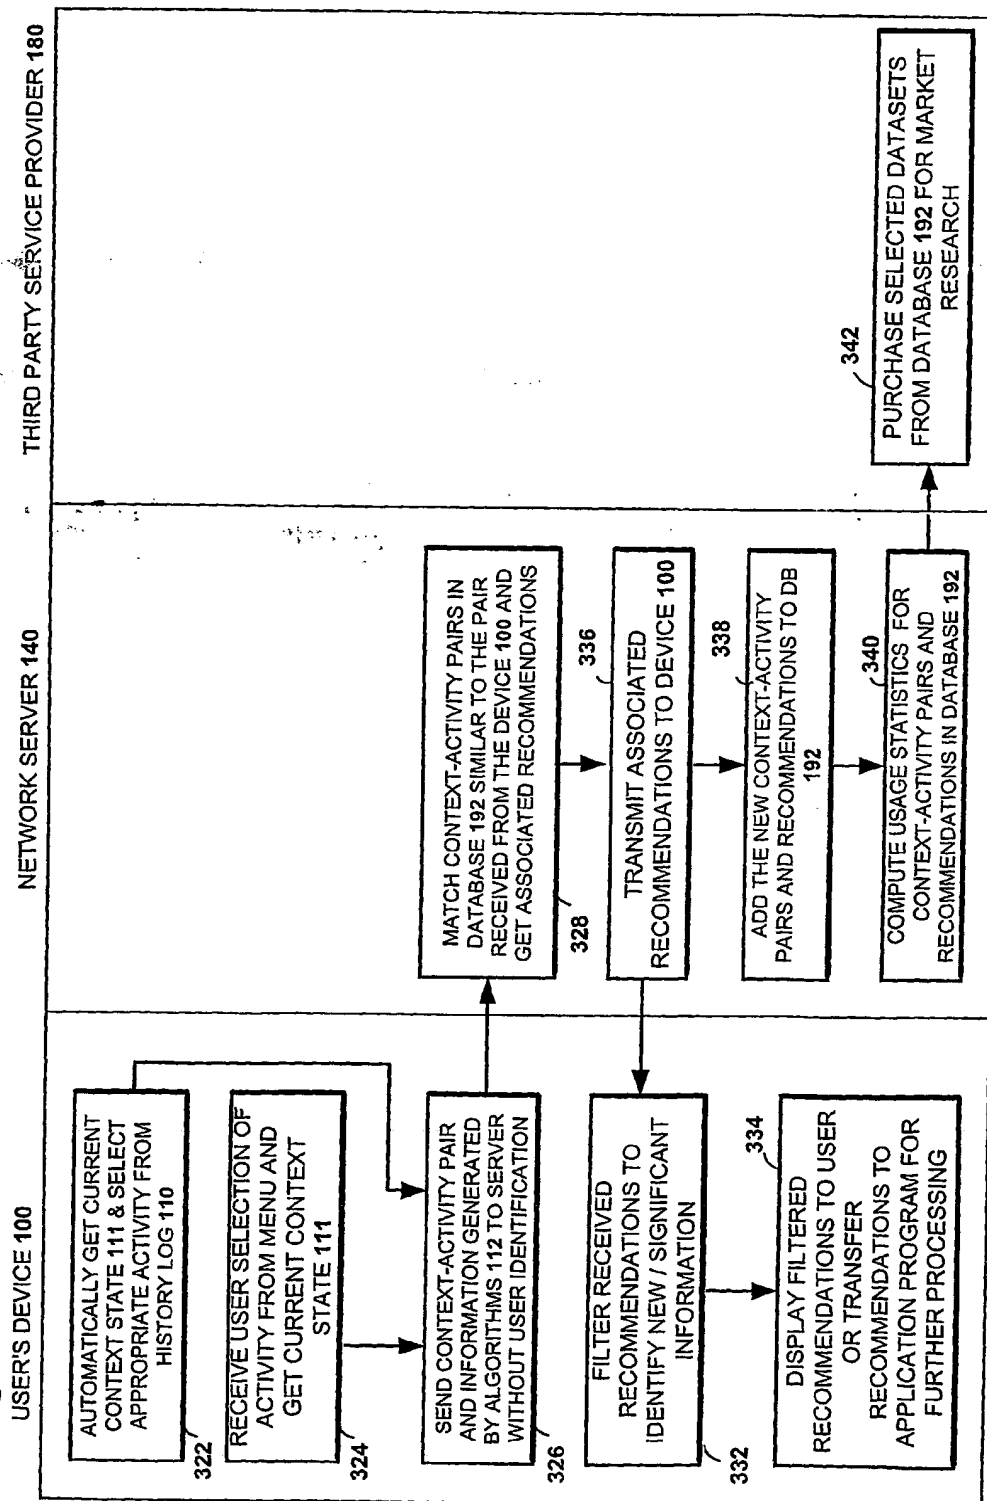 USER'S DEVICE 100
AUTOMATICALLY GET CURRENT
CONTEXT STATE 111 & SELECT
APPROPRIATE ACTIVITY FROM
HISTORY LOG 110
322
RECEIVE USER SELECTION OF
ACTIVITY FROM MENU AND
GET CURRENT CONTEXT
STATE 111
324
SEND CONTEXT-ACTIVITY PAIR
AND INFORMATION GENERATED
BY ALGORITHMS 112 TO SERVER
WITHOUT USER IDENTIFICATION
326
FILTER RECEIVED
RECOMMENDATIONS TO
IDENTIFY NEW / SIGNIFICANT
INFORMATION
332
334
DISPLAY FILTERED
RECOMMENDATIONS TO USER
OR TRANSFER
RECOMMENDATIONS TO
APPLICATION PROGRAM FOR
FURTHER PROCESSING
NETWORK SERVER 140
MATCH CONTEXT-ACTIVITY PAIRS IN
DATABASE 192 SIMILAR TO THE PAIR
RECEIVED FROM THE DEVICE 100 AND
GET ASSOCIATED RECOMMENDATIONS
328
336
TRANSMIT ASSOCIATED
RECOMMENDATIONS TO DEVICE 100
338
ADD THE NEW CONTEXT-ACTIVITY
PAIRS AND RECOMMENDATIONS TO DB
192
340
COMPUTE USAGE STATISTICS FOR
CONTEXT-ACTIVITY PAIRS AND
RECOMMENDATIONS IN DATABASE 192
THIRD PARTY SERVICE PROVIDER 180
342
PURCHASE SELECTED DATASETS
FROM DATABASE 192 FOR MARKET
RESEARCH